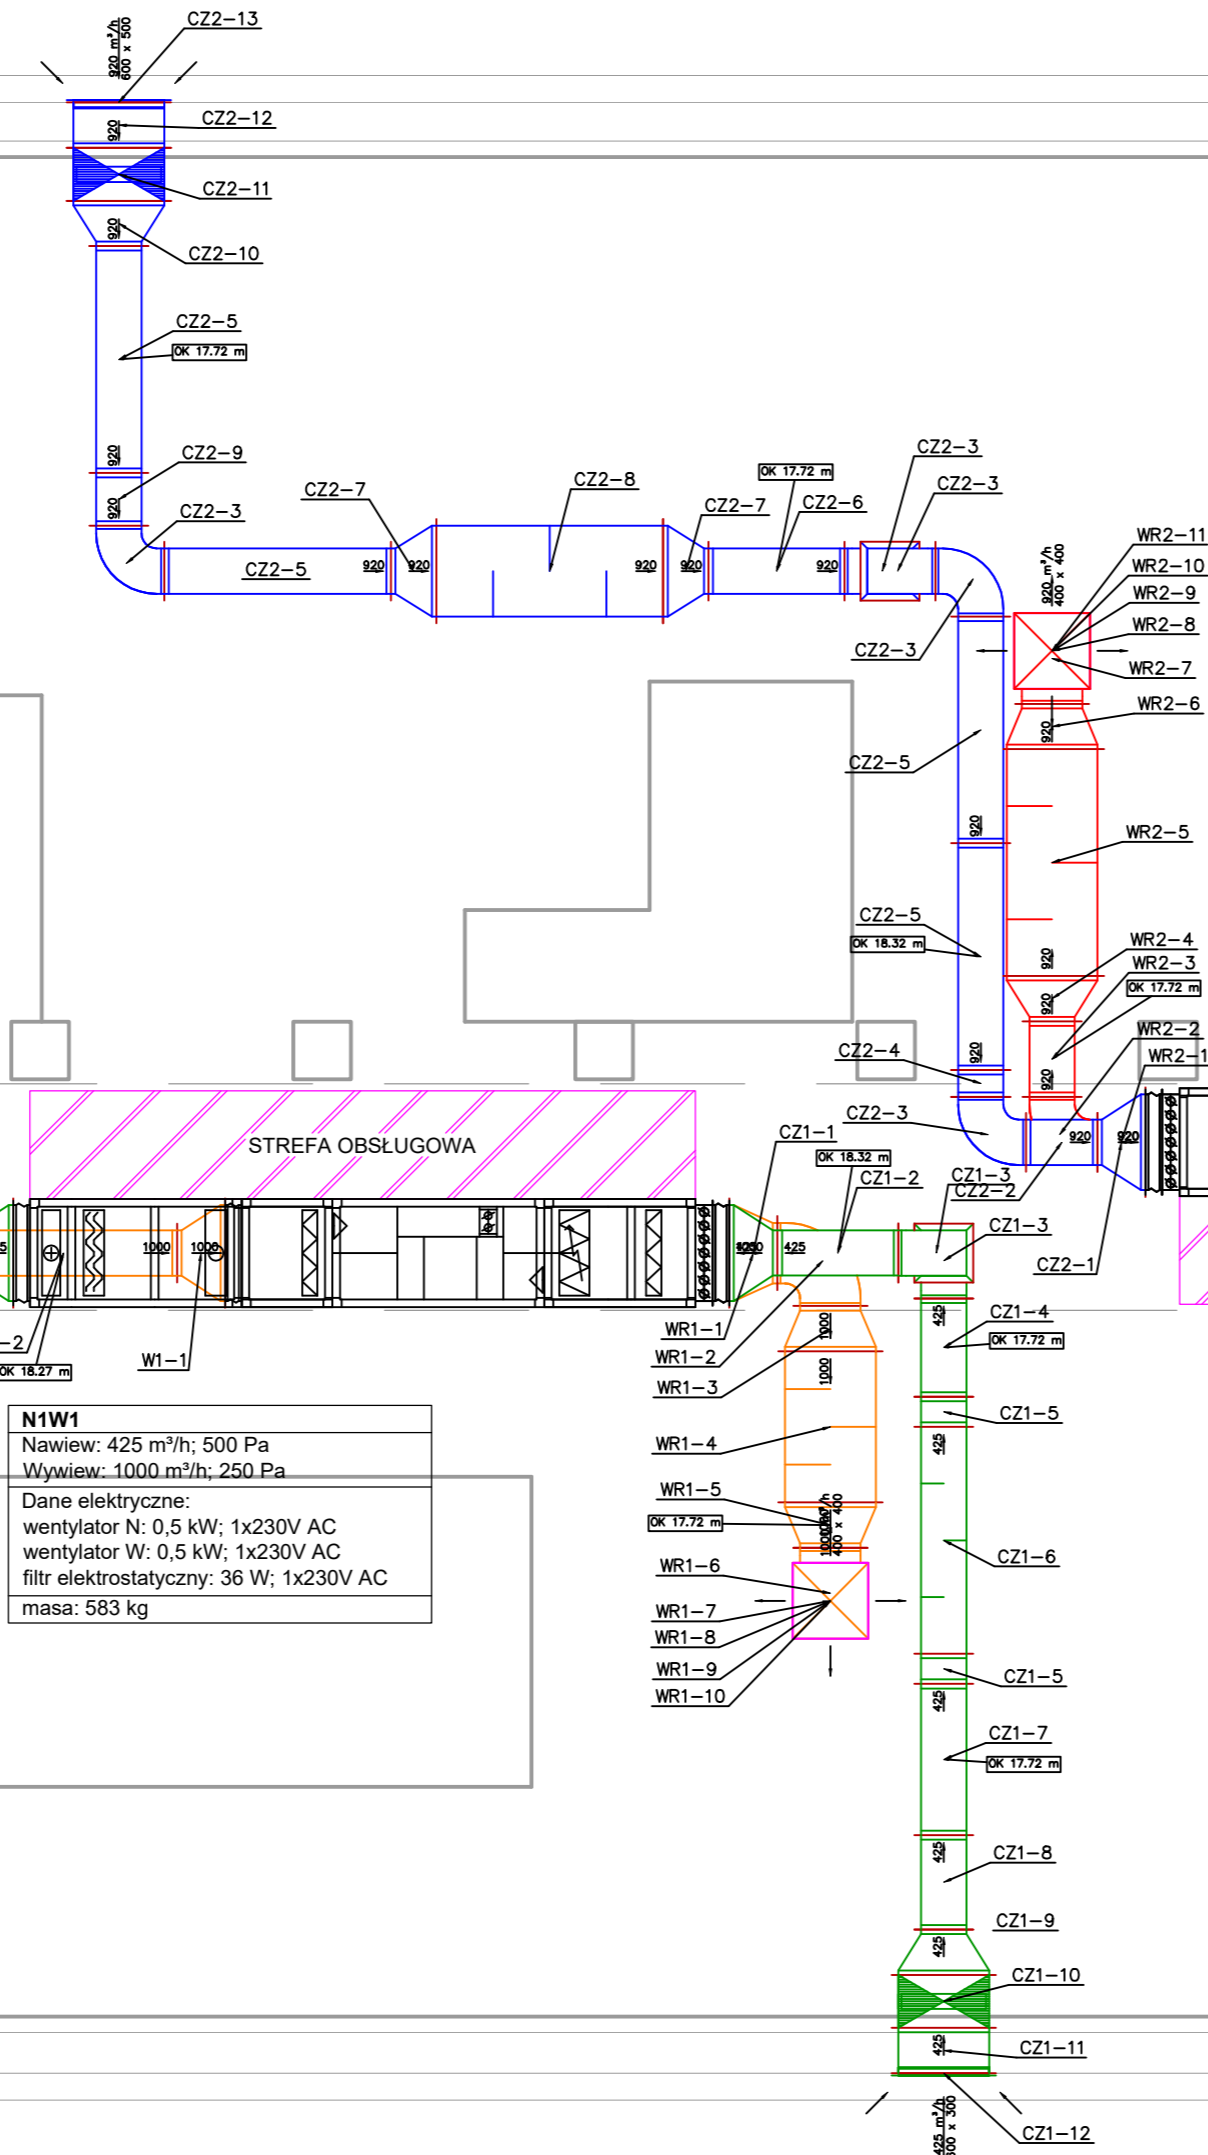 CZ2-13
920 m³/h
600 x 500
CZ2-12
920
CZ2-11
920
CZ2-10
CZ2-5
OK 17.72 m
920
CZ2-9
920
CZ2-3
CZ2-5
920
CZ2-7
920
CZ2-8
920
CZ2-7
920
OK 17.72 m
CZ2-6
920
CZ2-3
CZ2-3
CZ2-3
920 m³/h
400 x 400
WR2-11
WR2-10
WR2-9
WR2-8
WR2-7
WR2-6
920
CZ2-5
920
WR2-5
CZ2-5
OK 18.32 m
920
920
WR2-4
WR2-3
OK 17.72 m
920
WR2-2
WR2-1
920
CZ2-4
920
CZ2-3
920
920
STREFA OBSŁUGOWA
CZ1-1
OK 18.32 m
CZ1-2
CZ1-3
CZ2-2
CZ1-3
CZ2-1
1000
1000
425
-2
OK 18.27 m
W1-1
WR1-1
WR1-2
WR1-3
1000
1000
425
CZ1-4
OK 17.72 m
CZ1-5
425
WR1-4
WR1-5
OK 17.72 m
400 x 400
CZ1-6
WR1-6
WR1-7
WR1-8
WR1-9
WR1-10
CZ1-5
425
CZ1-7
OK 17.72 m
425
CZ1-8
CZ1-9
425
CZ1-10
425
CZ1-11
425 m³/h
CZ1-12
N1W1
Nawiew: 425 m³/h; 500 Pa
Wywiew: 1000 m³/h; 250 Pa
Dane elektryczne:
wentylator N: 0,5 kW; 1x230V AC
wentylator W: 0,5 kW; 1x230V AC
filtr elektrostatyczny: 36 W; 1x230V AC
masa: 583 kg